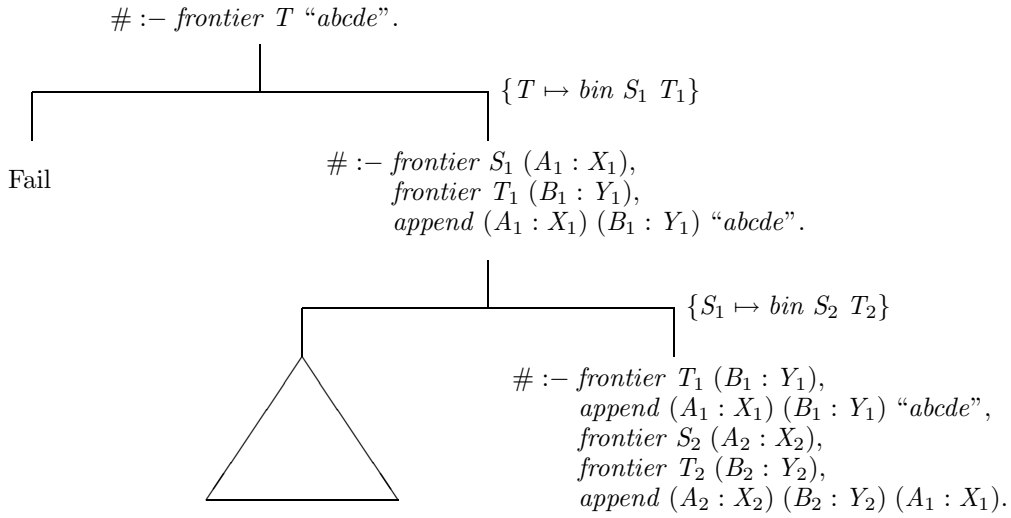 # :− frontier T “abcde”.
{T ↦ bin S₁ T₁}
Fail
# :− frontier S₁ (A₁ : X₁),
frontier T₁ (B₁ : Y₁),
append (A₁ : X₁) (B₁ : Y₁) “abcde”.
{S₁ ↦ bin S₂ T₂}
# :− frontier T₁ (B₁ : Y₁),
append (A₁ : X₁) (B₁ : Y₁) “abcde”,
frontier S₂ (A₂ : X₂),
frontier T₂ (B₂ : Y₂),
append (A₂ : X₂) (B₂ : Y₂) (A₁ : X₁).